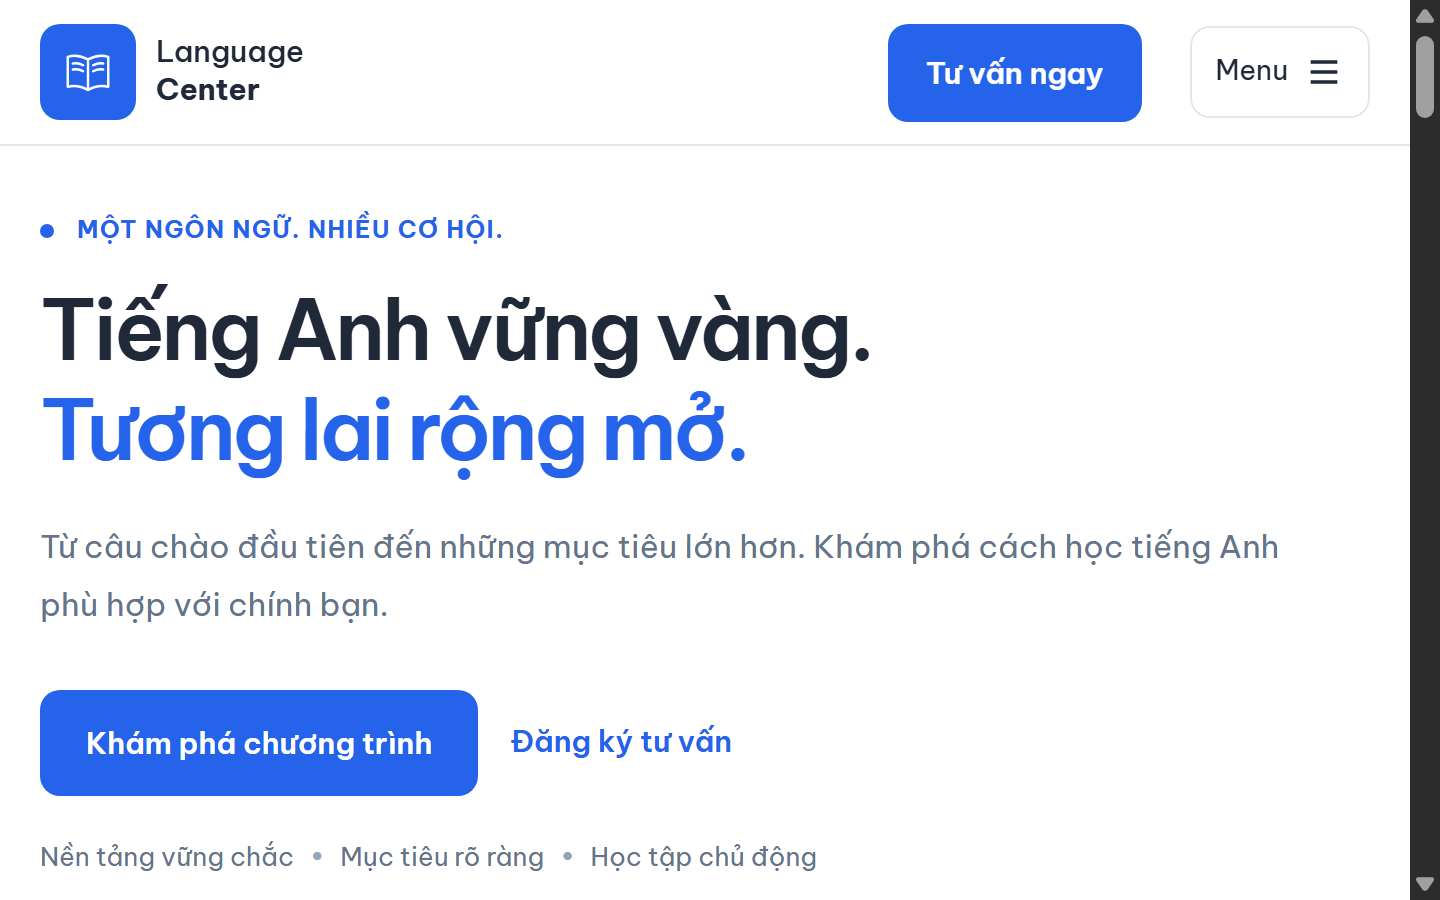 Language
Center
Tư vấn ngay
Menu
MỘT NGÔN NGỮ. NHIỀU CƠ HỘI.
Tiếng Anh vững vàng.
Tương lai rộng mở.
Từ câu chào đầu tiên đến những mục tiêu lớn hơn. Khám phá cách học tiếng Anh
phù hợp với chính bạn.
Khám phá chương trình
Đăng ký tư vấn
Nền tảng vững chắc • Mục tiêu rõ ràng • Học tập chủ động